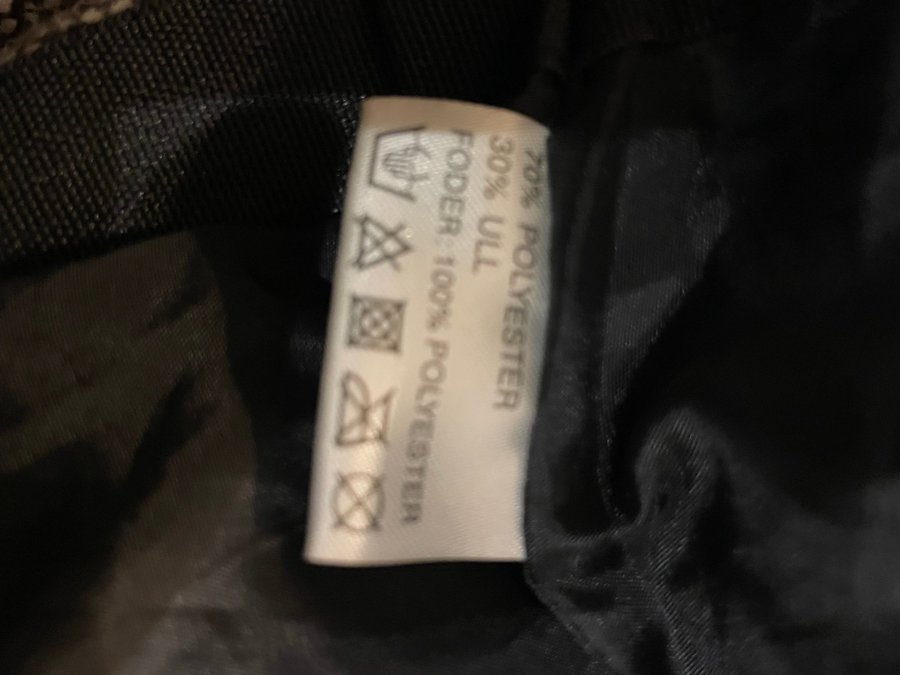 70% POLYESTER
30% ULL
FODER: 100% POLYESTER